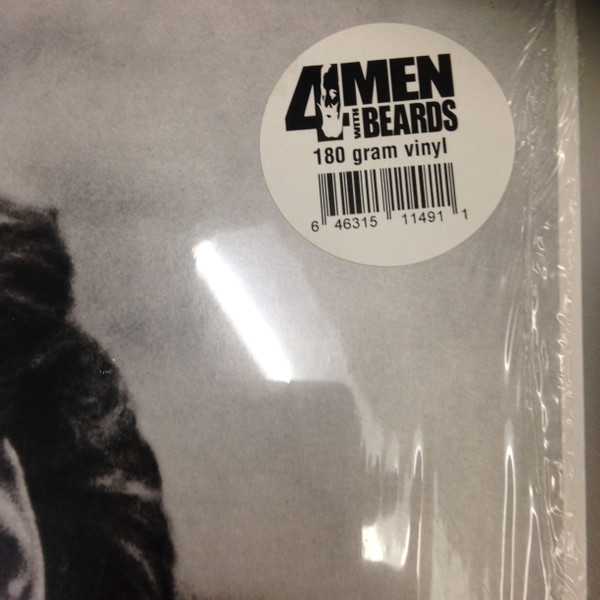 4 MEN
WITH BEARDS
180 gram vinyl
6 46315 11491 1